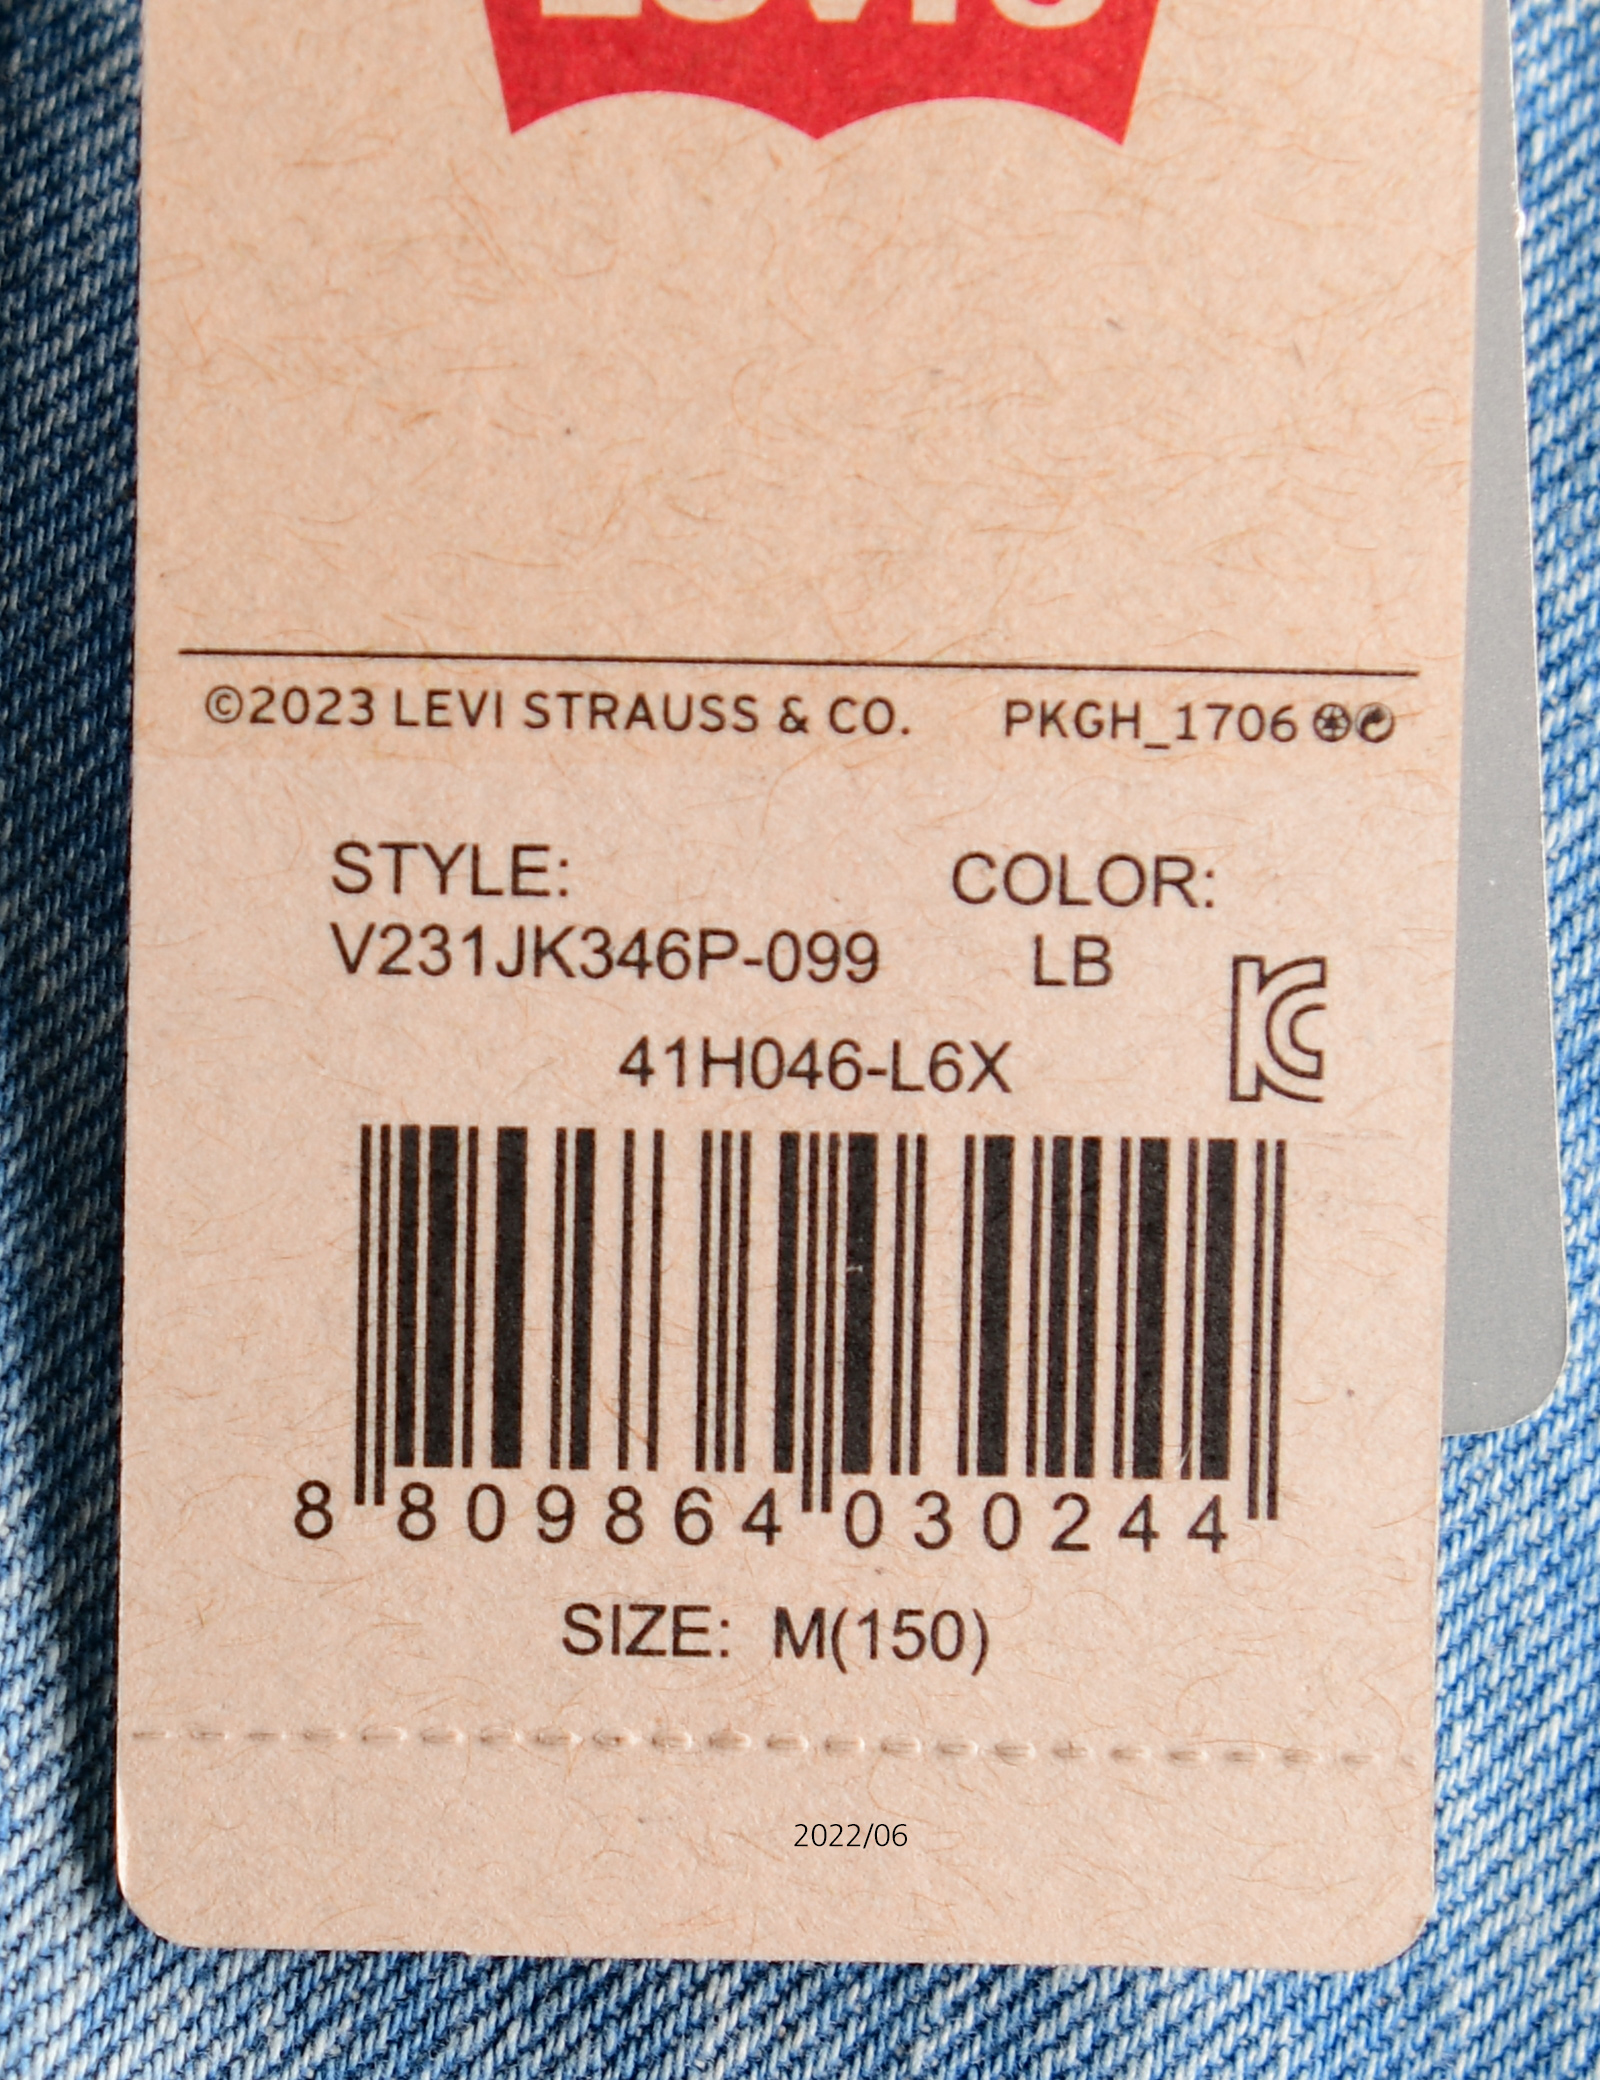 ©2023 LEVI STRAUSS & CO. PKGH_1706
STYLE: COLOR:
V231JK346P-099 LB
41H046-L6X
8 809864 030244
SIZE: M(150)
2022/06